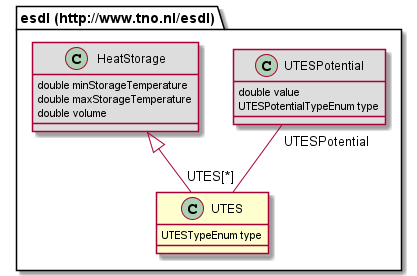 esdl (http://www.tno.nl/esdl)
C HeatStorage
double minStorageTemperature
double maxStorageTemperature
double volume
C UTESPotential
double value
UTESPotentialTypeEnum type
UTESPotential
UTES[*]
C UTES
UTESTypeEnum type